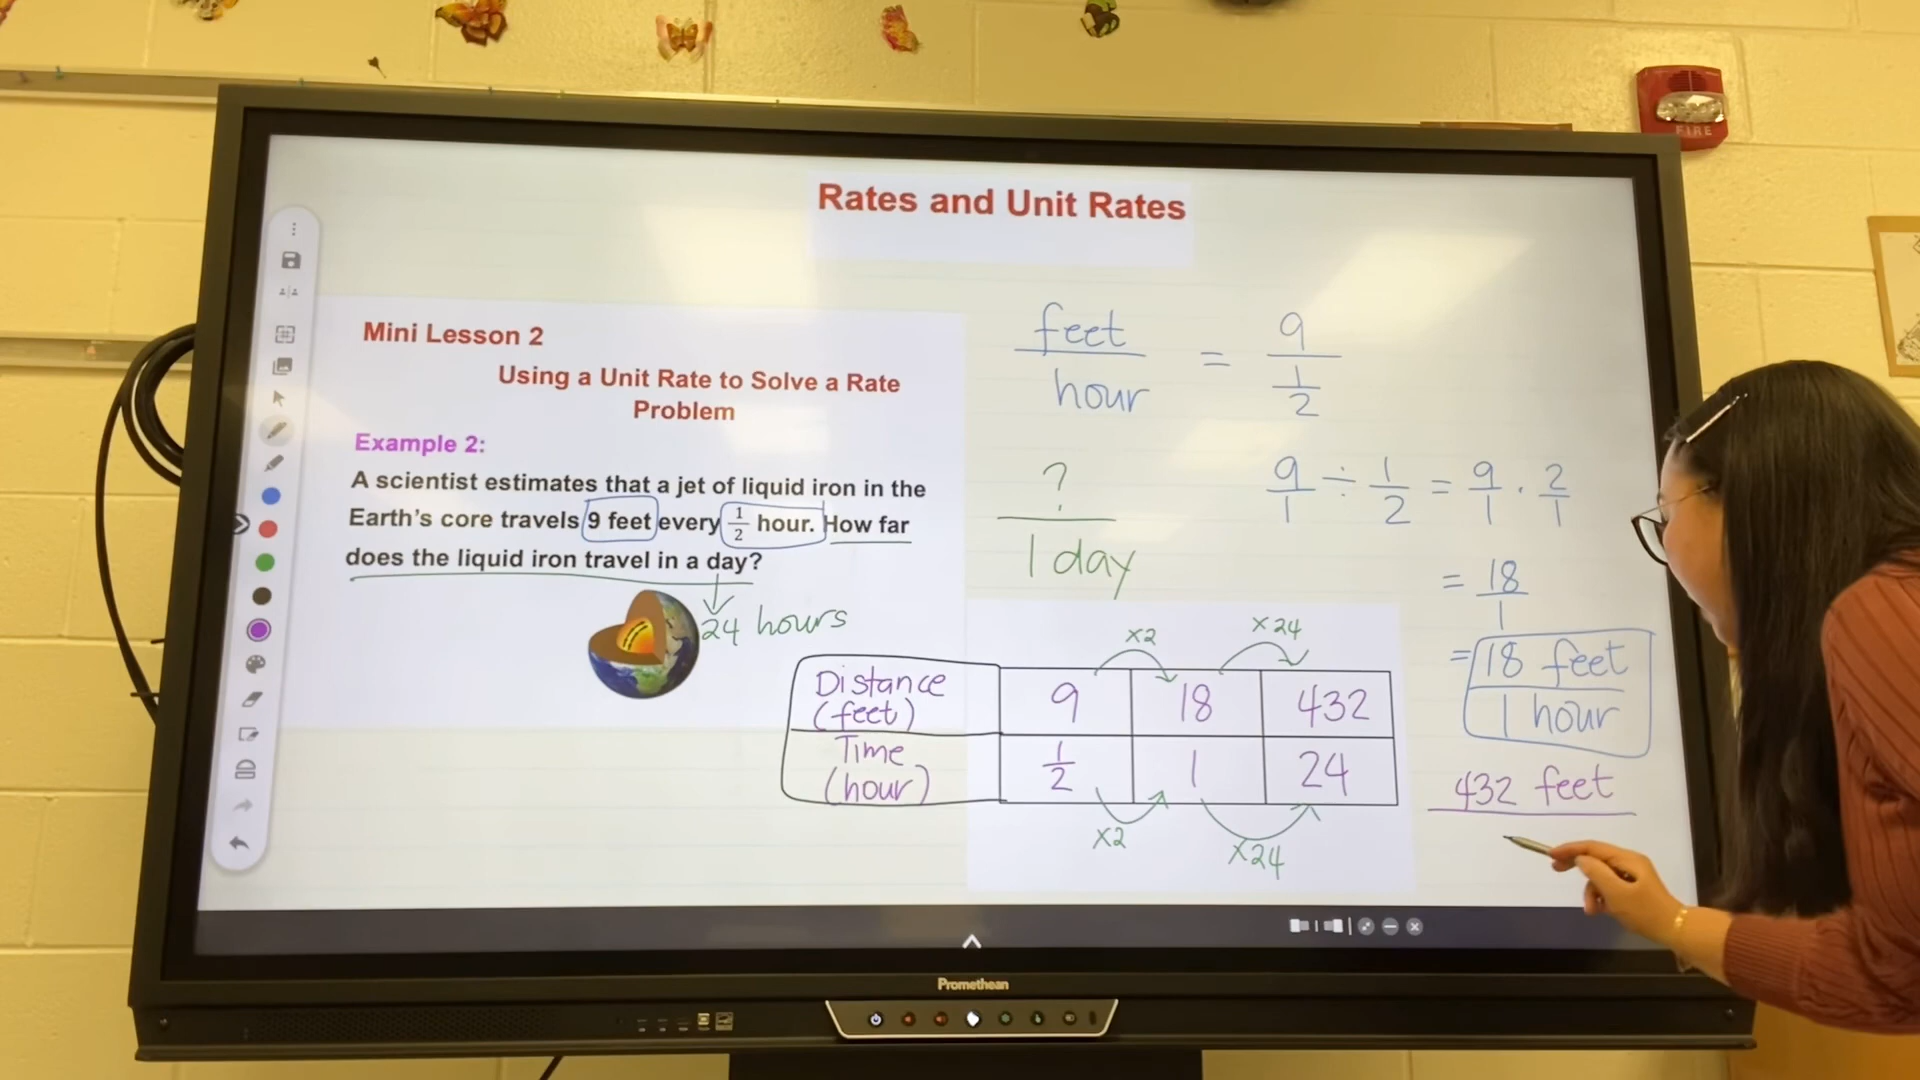 FIRE
Rates and Unit Rates
Mini Lesson 2
Using a Unit Rate to Solve a Rate
Problem
Example 2:
A scientist estimates that a jet of liquid iron in the
Earth's core travels 9 feet every 1/2 hour. How far
does the liquid iron travel in a day?
24 hours
feet / hour = 9 / 1/2
? / 1 day
9/1 ÷ 1/2 = 9/1 · 2/1
= 18/1
= 18 feet / 1 hour
432 feet
x2 x24
Distance (feet) 9 18 432
Time (hour) 1/2 1 24
x2 x24
Promethean